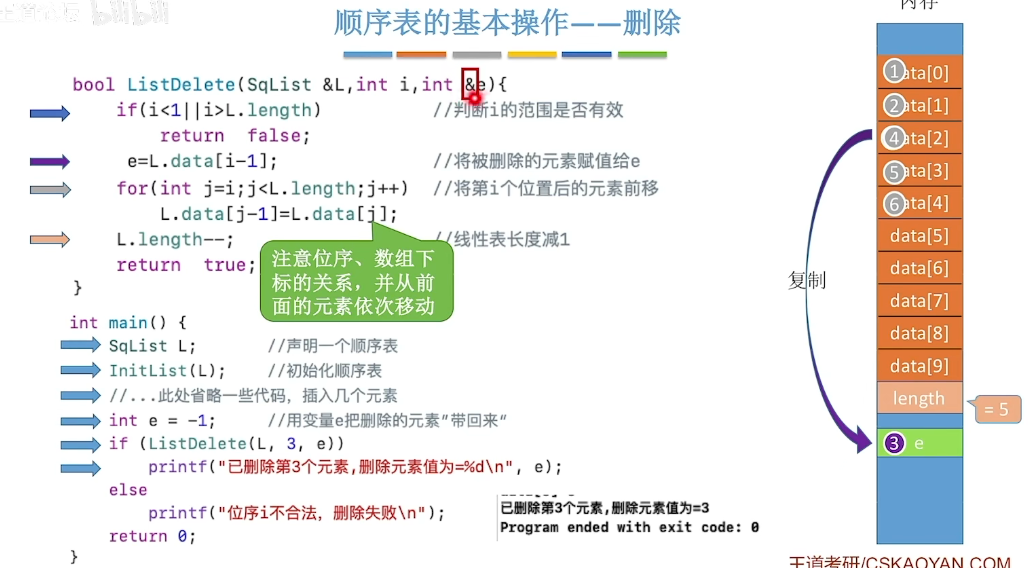 顺序表的基本操作——删除
bool ListDelete(SqList &L,int i,int &e){
if(i<1||i>L.length) //判断i的范围是否有效
return false;
e=L.data[i-1]; //将被删除的元素赋值给e
for(int j=i;j<L.length;j++) //将第i个位置后的元素前移
L.data[j-1]=L.data[j];
L.length--; //线性表长度减1
return true;
}
注意位序、数组下
标的关系，并从前
面的元素依次移动
int main() {
SqList L; //声明一个顺序表
InitList(L); //初始化顺序表
//...此处省略一些代码，插入几个元素
int e = -1; //用变量e把删除的元素"带回来"
if (ListDelete(L, 3, e))
printf("已删除第3个元素,删除元素值为=%d\n", e);
else
printf("位序i不合法，删除失败\n");
return 0;
}
已删除第3个元素,删除元素值为=3
Program ended with exit code: 0
内存
1 ata[0]
2 ata[1]
4 ata[2]
5 ata[3]
6 ata[4]
data[5]
data[6]
data[7]
data[8]
data[9]
length
= 5
复制
3 e
王道考研/CSKAOYAN.COM